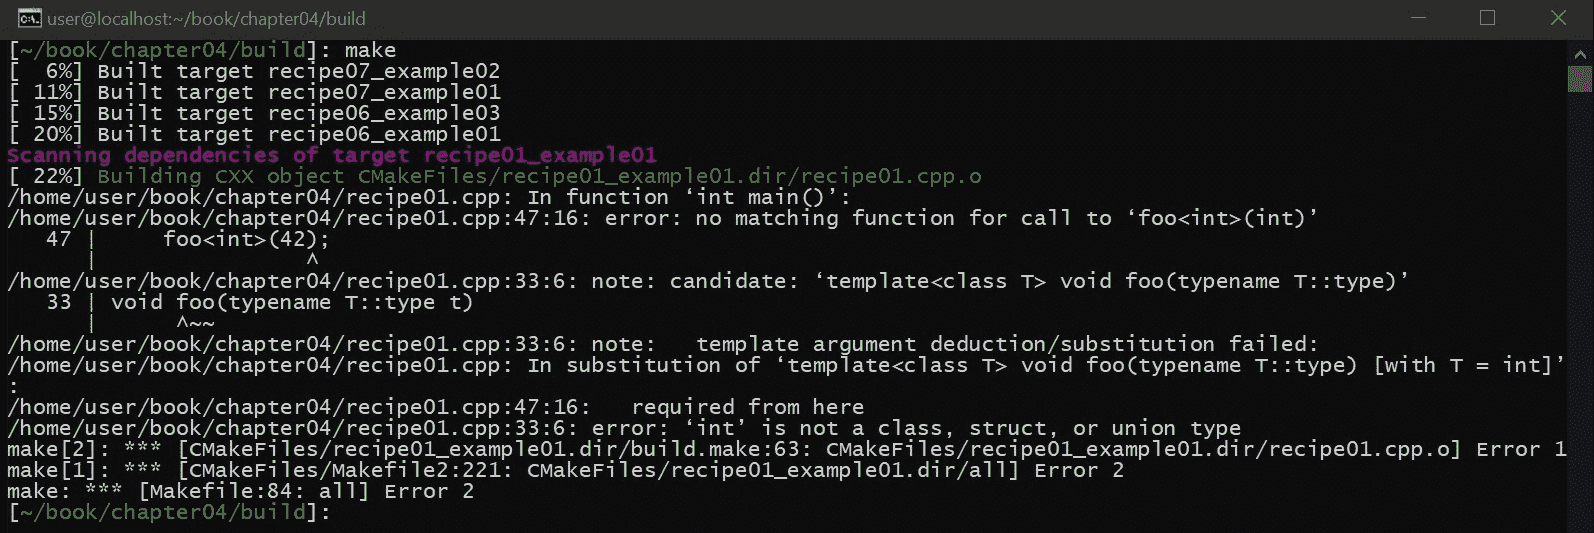 C:\. user@localhost:~/book/chapter04/build
[~/book/chapter04/build]: make
[  6%] Built target recipe07_example02
[ 11%] Built target recipe07_example01
[ 15%] Built target recipe06_example03
[ 20%] Built target recipe06_example01
Scanning dependencies of target recipe01_example01
[ 22%] Building CXX object CMakeFiles/recipe01_example01.dir/recipe01.cpp.o
/home/user/book/chapter04/recipe01.cpp: In function ‘int main()’:
/home/user/book/chapter04/recipe01.cpp:47:16: error: no matching function for call to ‘foo<int>(int)’
   47 |     foo<int>(42);
      |                ^
/home/user/book/chapter04/recipe01.cpp:33:6: note: candidate: ‘template<class T> void foo(typename T::type)’
   33 | void foo(typename T::type t)
      |      ^~~
/home/user/book/chapter04/recipe01.cpp:33:6: note:   template argument deduction/substitution failed:
/home/user/book/chapter04/recipe01.cpp: In substitution of ‘template<class T> void foo(typename T::type) [with T = int]’
:
/home/user/book/chapter04/recipe01.cpp:47:16:   required from here
/home/user/book/chapter04/recipe01.cpp:33:6: error: ‘int’ is not a class, struct, or union type
make[2]: *** [CMakeFiles/recipe01_example01.dir/build.make:63: CMakeFiles/recipe01_example01.dir/recipe01.cpp.o] Error 1
make[1]: *** [CMakeFiles/Makefile2:221: CMakeFiles/recipe01_example01.dir/all] Error 2
make: *** [Makefile:84: all] Error 2
[~/book/chapter04/build]: